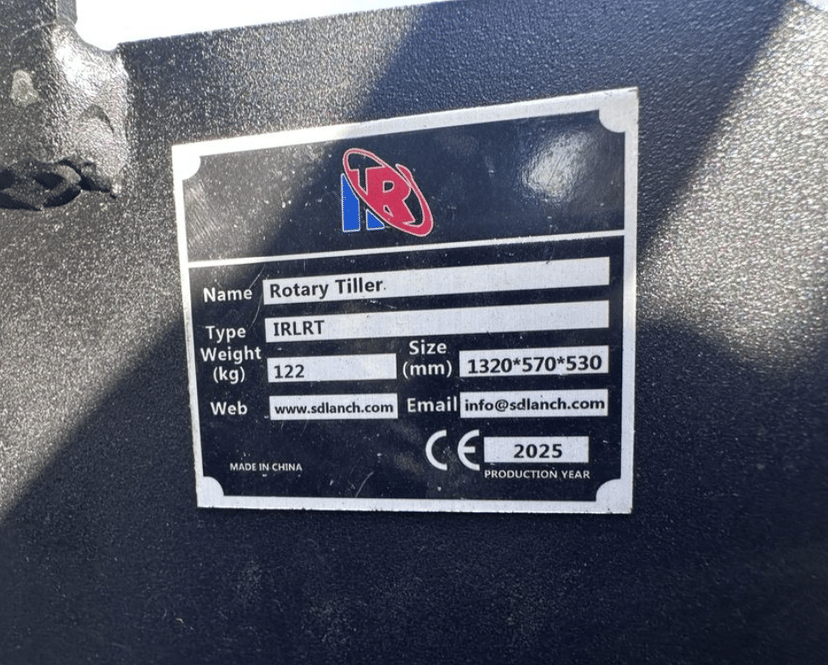 Name Rotary Tiller
Type IRLRT
Weight (kg) 122 Size (mm) 1320*570*530
Web www.sdlanch.com Email info@sdlanch.com
CE 2025
MADE IN CHINA PRODUCTION YEAR